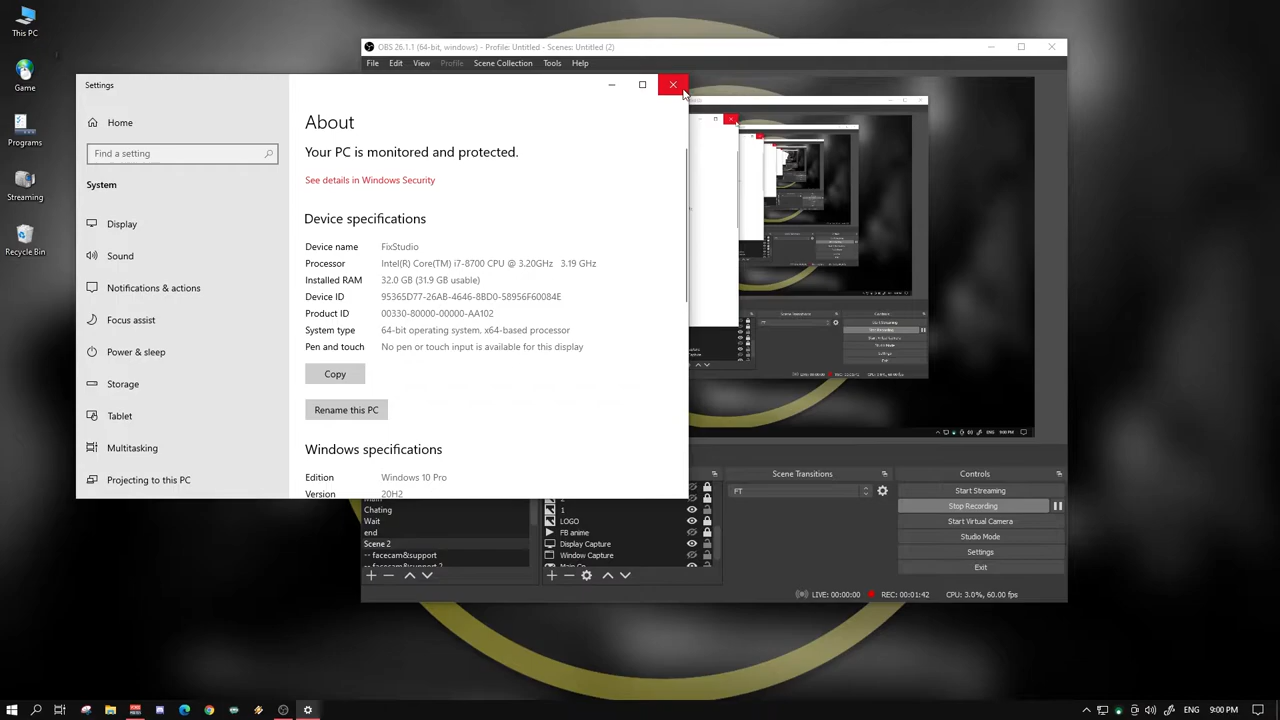 This PC
Game
Programs
Streaming
Recycle Bin
OBS 26.1.1 (64-bit, windows) - Profile: Untitled - Scenes: Untitled (2)
File Edit View Profile Scene Collection Tools Help
Settings
Home
Find a setting
System
Display
Sound
Notifications & actions
Focus assist
Power & sleep
Storage
Tablet
Multitasking
Projecting to this PC
About
Your PC is monitored and protected.
See details in Windows Security
Device specifications
Device name FixStudio
Processor Intel(R) Core(TM) i7-8700 CPU @ 3.20GHz 3.19 GHz
Installed RAM 32.0 GB (31.9 GB usable)
Device ID 95365D77-26AB-4646-8BD0-58956F60084E
Product ID 00330-80000-00000-AA102
System type 64-bit operating system, x64-based processor
Pen and touch No pen or touch input is available for this display
Copy
Rename this PC
Windows specifications
Edition Windows 10 Pro
Version 20H2
Chating
Wait
end
Scene 2
-- facecam&support
-- facecam&support 2
1
LOGO
FB anime
Display Capture
Window Capture
Scene Transitions
FT
Controls
Start Streaming
Stop Recording
Start Virtual Camera
Studio Mode
Settings
Exit
LIVE: 00:00:00 REC: 00:01:42 CPU: 3.0%, 60.00 fps
ENG 9:00 PM